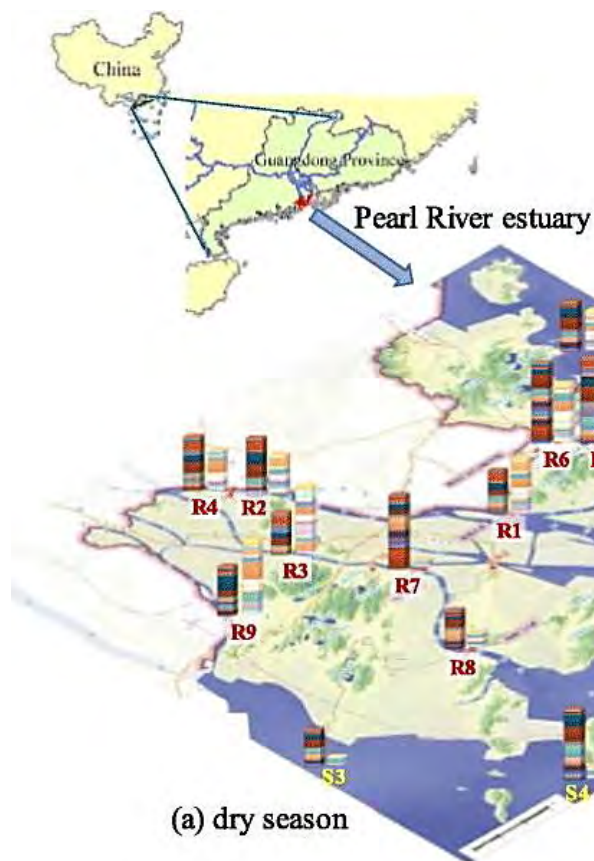 China
Guangdong Province
Pearl River estuary
R6
R4
R2
R1
R3
R7
R9
R8
S3
S4
(a) dry season